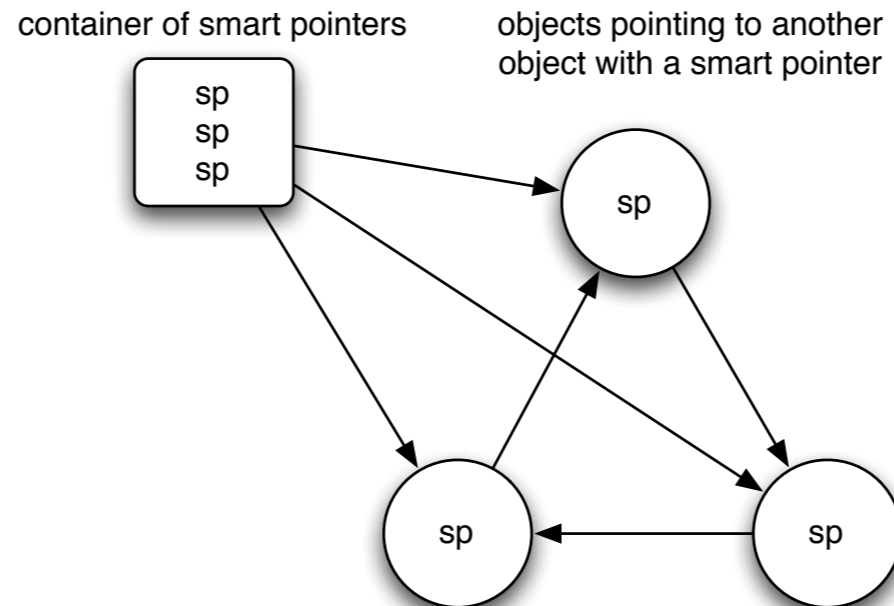 container of smart pointers
objects pointing to another
object with a smart pointer
sp
sp
sp
sp
sp
sp